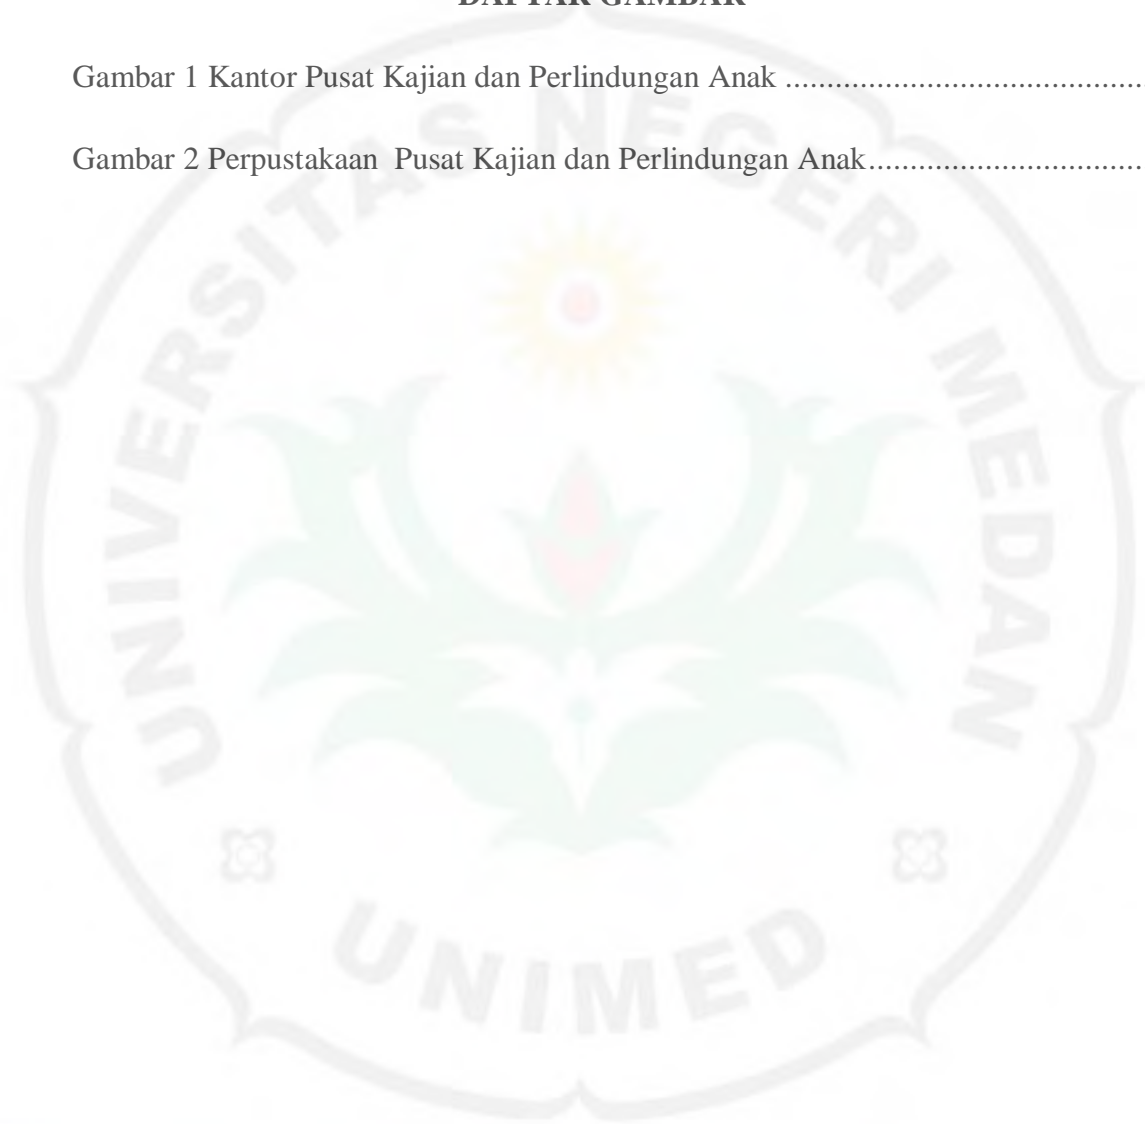 DAFTAR GAMBAR
Gambar 1 Kantor Pusat Kajian dan Perlindungan Anak ............................................
Gambar 2 Perpustakaan  Pusat Kajian dan Perlindungan Anak..................................
UNIVERSITAS NEGERI MEDAN
UNIMED